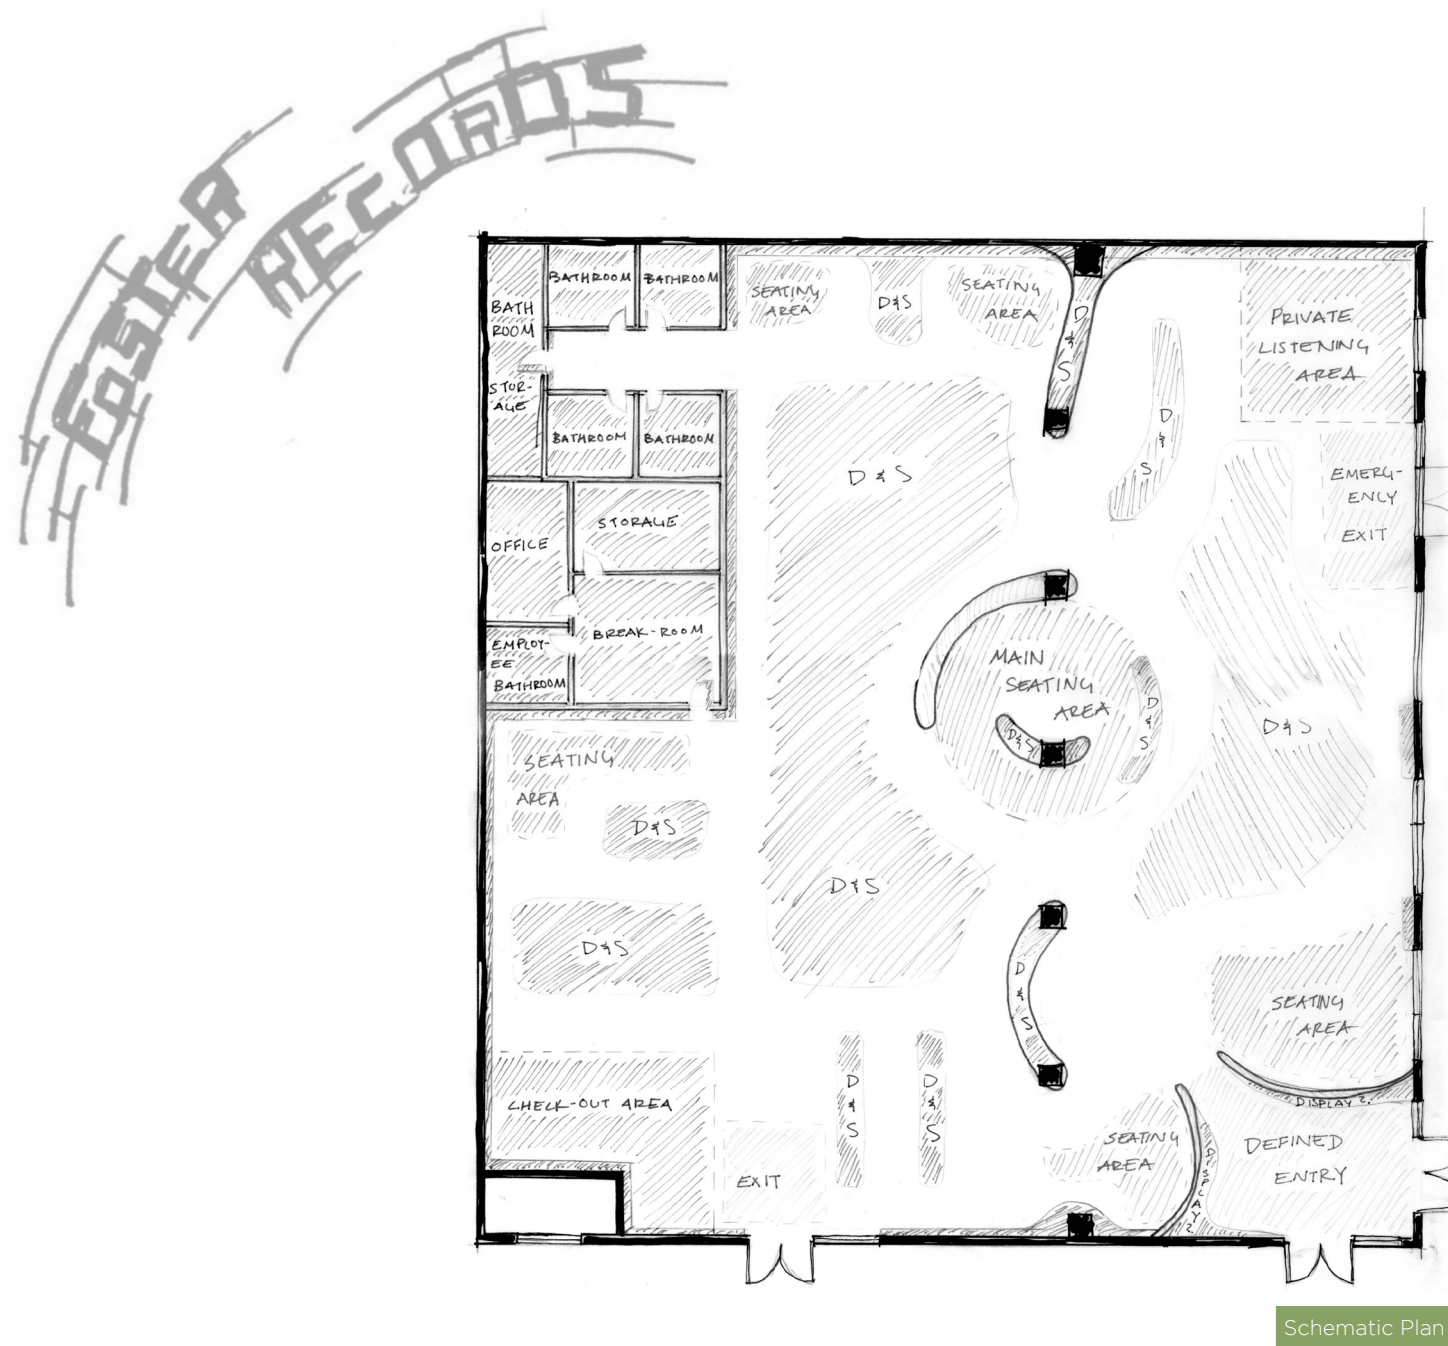 FOSTER
RECORDS
BATHROOM
BATHROOM
BATH
ROOM
STOR-
AGE
BATHROOM
BATHROOM
SEATING
AREA
D&S
SEATING
AREA
D
&
S
PRIVATE
LISTENING
AREA
D
&
S
D & S
EMERG-
ENCY
EXIT
STORAGE
OFFICE
BREAK-ROOM
EMPLOY-
EE
BATHROOM
MAIN
SEATING
AREA
D&S
D
&
S
D&S
SEATING
AREA
D&S
D&S
D&S
D
&
S
SEATING
AREA
CHECK-OUT AREA
D
&
S
D
&
S
EXIT
SEATING
AREA
DISPLAY?
DISPLAY?
DEFINED
ENTRY
Schematic Plan